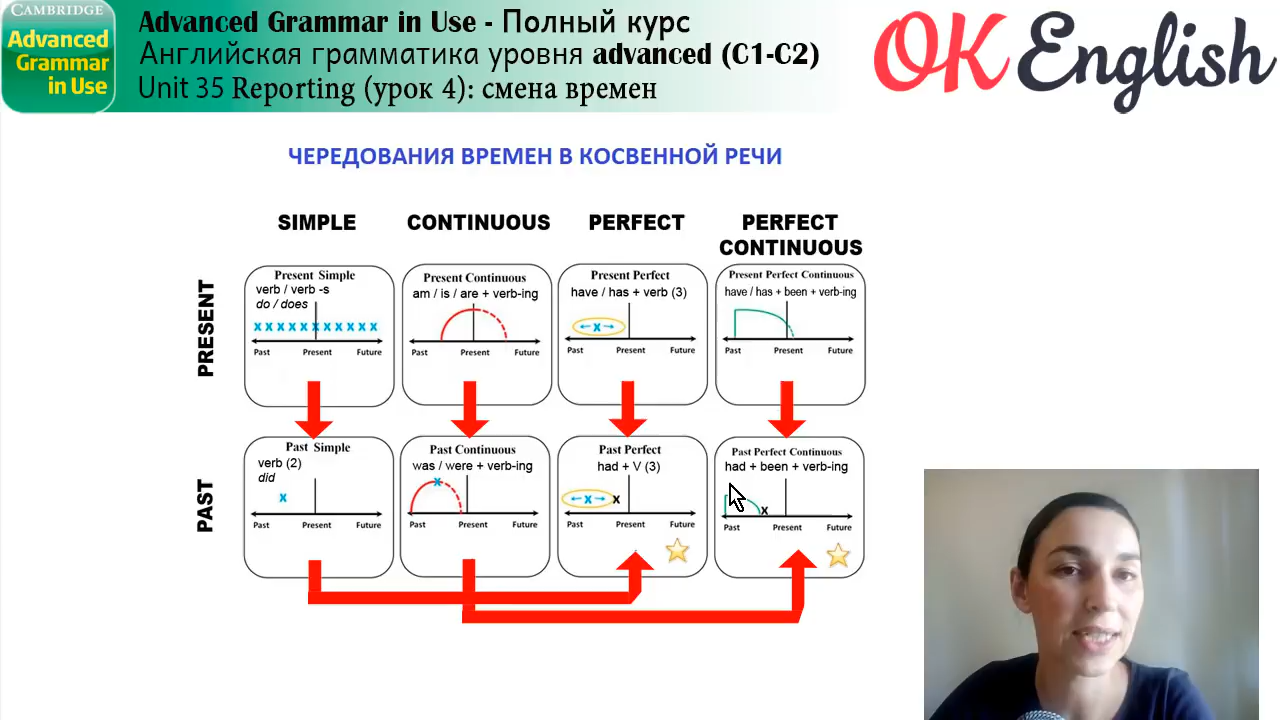 CAMBRIDGE
Advanced
Grammar
in Use
Advanced Grammar in Use - Полный курс
Английская грамматика уровня advanced (C1-C2)
Unit 35 Reporting (урок 4): смена времен
OK English
ЧЕРЕДОВАНИЯ ВРЕМЕН В КОСВЕННОЙ РЕЧИ
SIMPLE
CONTINUOUS
PERFECT
PERFECT
CONTINUOUS
PRESENT
Present Simple
verb / verb -s
do / does
x x x x x x x x x x x
Past Present Future
Present Continuous
am / is / are + verb-ing
Past Present Future
Present Perfect
have / has + verb (3)
x
Past Present Future
Present Perfect Continuous
have / has + been + verb-ing
Past Present Future
PAST
Past Simple
verb (2)
did
x
Past Present Future
Past Continuous
was / were + verb-ing
x
Past Present Future
Past Perfect
had + V (3)
x x
Past Present Future
Past Perfect Continuous
had + been + verb-ing
x
Past Present Future